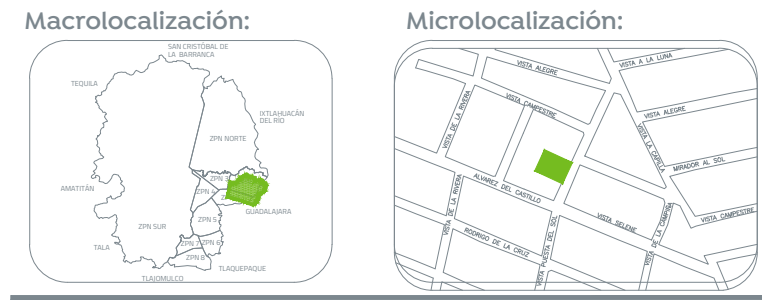 Macrolocalización:
SAN CRISTÓBAL DE
LA BARRANCA
TEQUILA
IXTLAHUACÁN
DEL RÍO
ZPN NORTE
ZPN 3
AMATITÁN
ZPN 4
GUADALAJARA
ZPN 5
ZPN SUR
ZPN 7
ZPN 6
TALA
ZPN 8
TLAQUEPAQUE
TLAJOMULCO
Microlocalización:
VISTA A LA LUNA
VISTA ALEGRE
VISTA CAMPESTRE
VISTA DE LA RIVERA
VISTA ALEGRE
VISTA LA CAPILLA
MIRADOR AL SOL
ALVAREZ DEL CASTILLO
VISTA DE LA RIVERA
VISTA SELENE
VISTA CAMPESTRE
VISTA DE LA CAMPIÑA
VISTA PUESTA DEL SOL
RODRIGO DE LA CRUZ